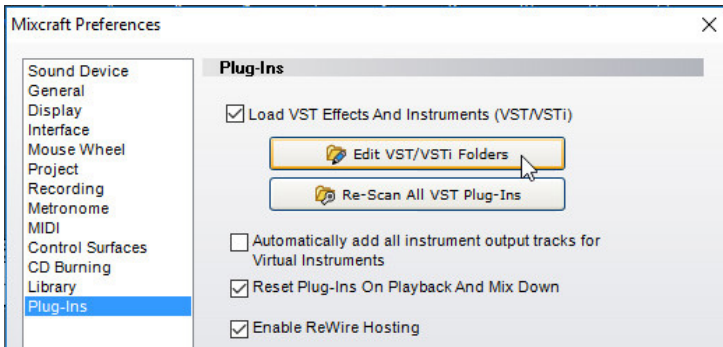 Mixcraft Preferences
Sound Device
General
Display
Interface
Mouse Wheel
Project
Recording
Metronome
MIDI
Control Surfaces
CD Burning
Library
Plug-Ins
Plug-Ins
Load VST Effects And Instruments (VST/VSTi)
Edit VST/VSTi Folders
Re-Scan All VST Plug-Ins
Automatically add all instrument output tracks for
Virtual Instruments
Reset Plug-Ins On Playback And Mix Down
Enable ReWire Hosting